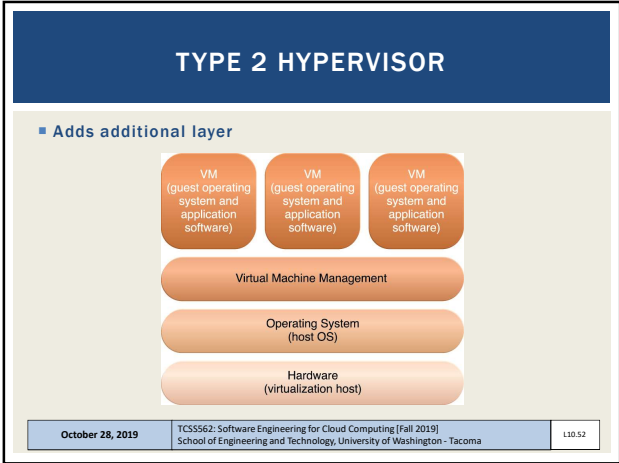 TYPE 2 HYPERVISOR
▪ Adds additional layer
VM
(guest operating
system and
application
software)
VM
(guest operating
system and
application
software)
VM
(guest operating
system and
application
software)
Virtual Machine Management
Operating System
(host OS)
Hardware
(virtualization host)
October 28, 2019
TCSS562: Software Engineering for Cloud Computing [Fall 2019]
School of Engineering and Technology, University of Washington - Tacoma
L10.52